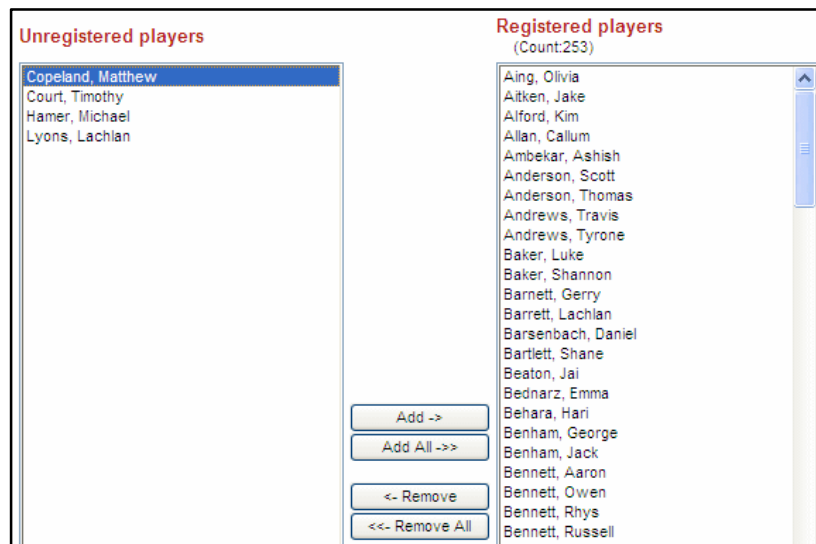 Unregistered players
Copeland, Matthew
Court, Timothy
Hamer, Michael
Lyons, Lachlan
Add ->
Add All ->>
<- Remove
<<- Remove All
Registered players
(Count:253)
Aing, Olivia
Aitken, Jake
Alford, Kim
Allan, Callum
Ambekar, Ashish
Anderson, Scott
Anderson, Thomas
Andrews, Travis
Andrews, Tyrone
Baker, Luke
Baker, Shannon
Barnett, Gerry
Barrett, Lachlan
Barsenbach, Daniel
Bartlett, Shane
Beaton, Jai
Bednarz, Emma
Behara, Hari
Benham, George
Benham, Jack
Bennett, Aaron
Bennett, Owen
Bennett, Rhys
Bennett, Russell